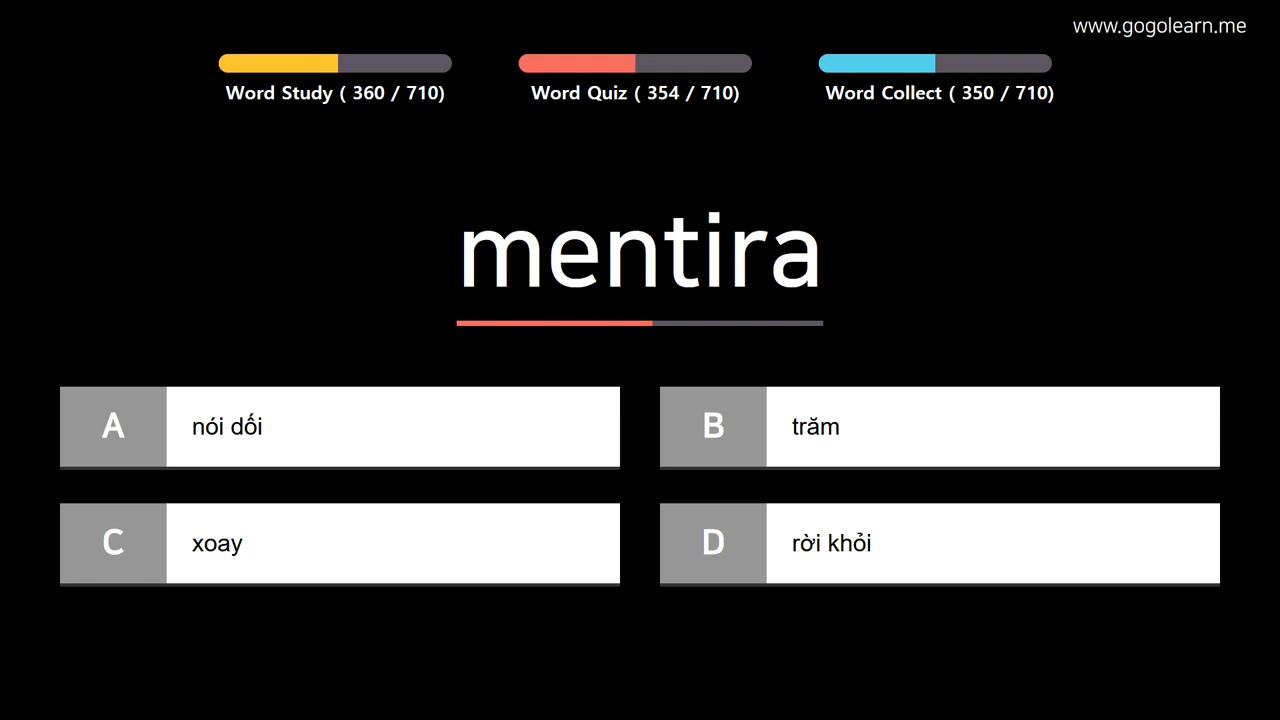 www.gogolearn.me
Word Study ( 360 / 710)
Word Quiz ( 354 / 710)
Word Collect ( 350 / 710)
mentira
A
nói dối
B
trăm
C
xoay
D
rời khỏi